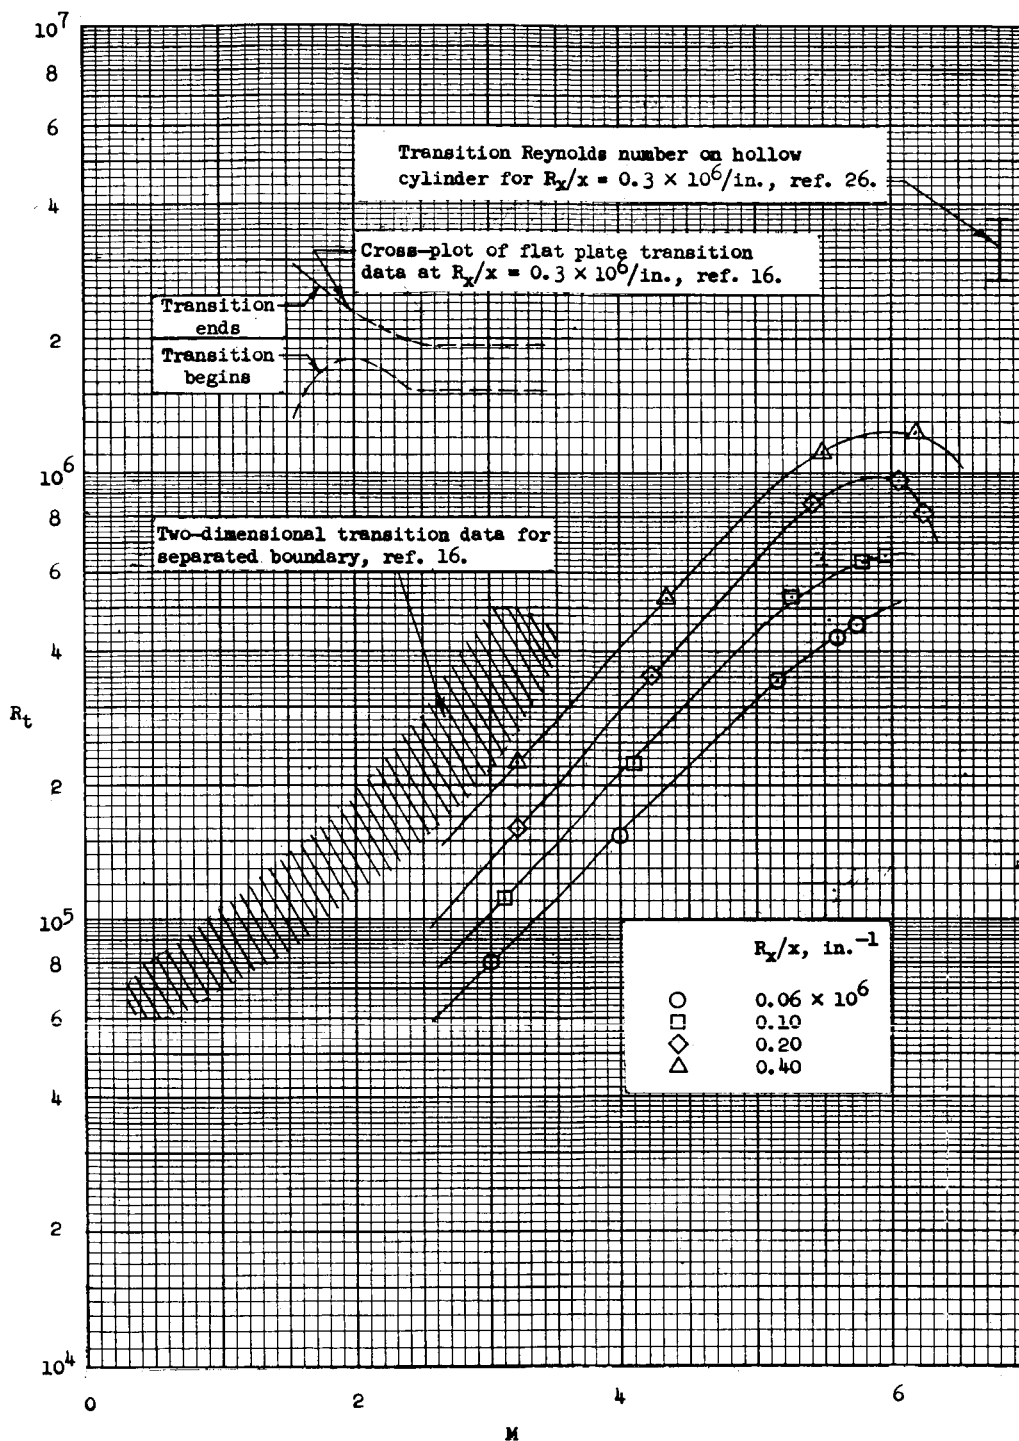 10^7
8
6
4
2
10^6
8
6
4
2
10^5
8
6
4
2
10^4
R_t
0
2
4
6
M
Transition Reynolds number on hollow
cylinder for R_x/x = 0.3 × 10^6/in., ref. 26.
Cross-plot of flat plate transition
data at R_x/x = 0.3 × 10^6/in., ref. 16.
Transition
ends
Transition
begins
Two-dimensional transition data for
separated boundary, ref. 16.
R_x/x, in.^-1
0.06 × 10^6
0.10
0.20
0.40